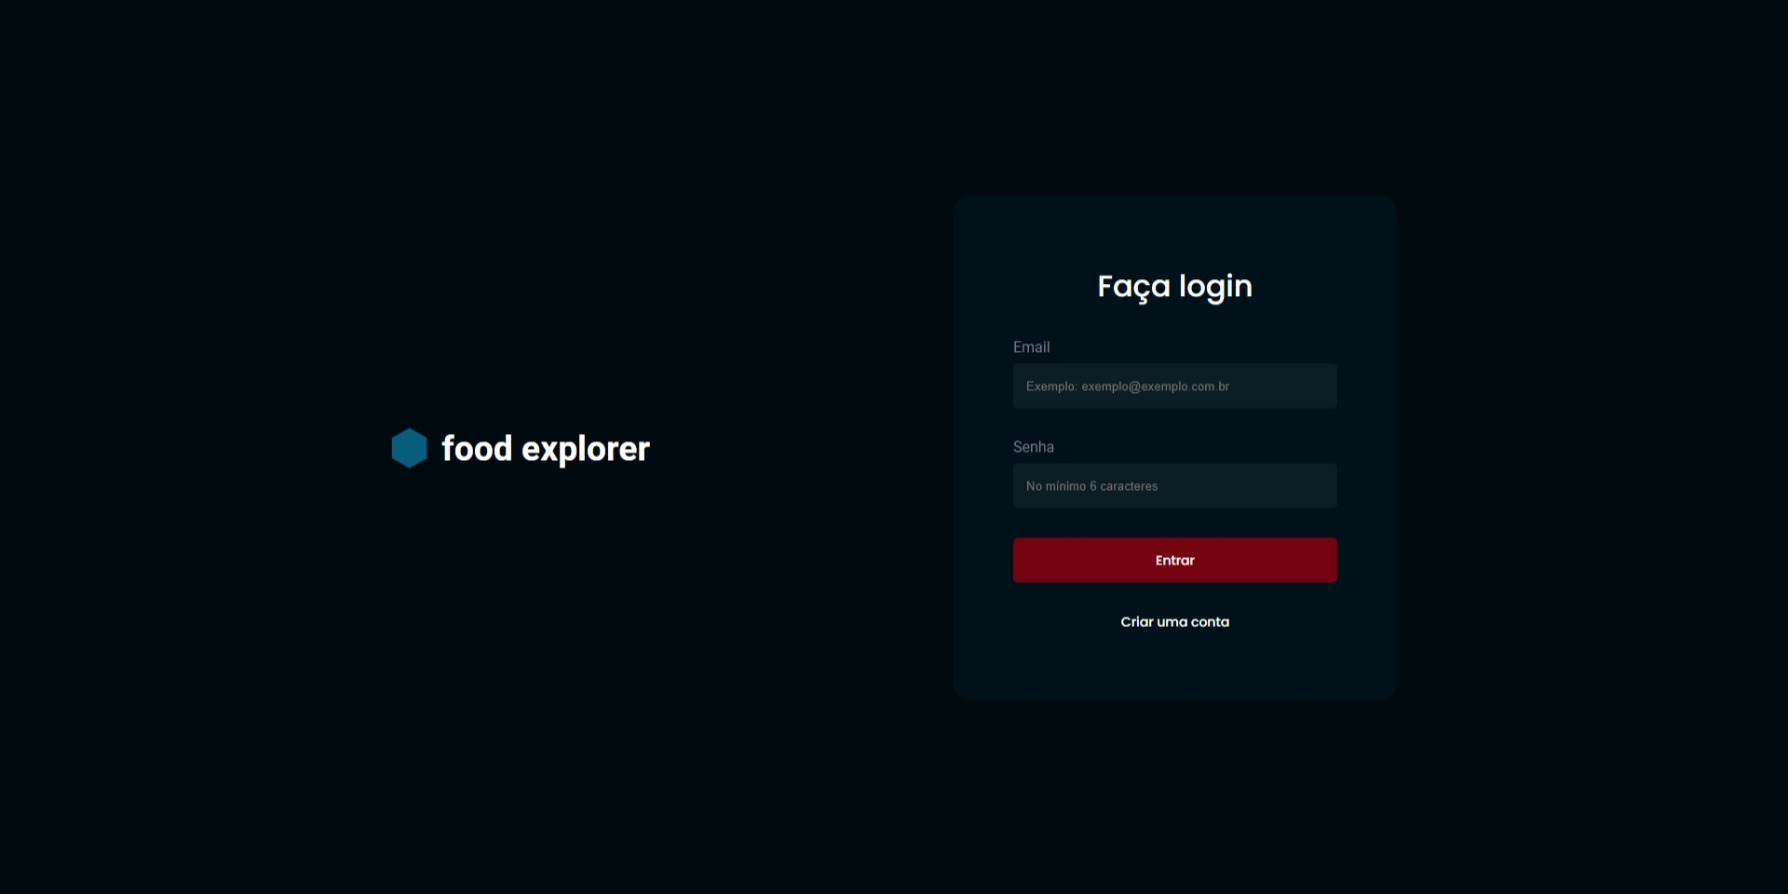 food explorer
Faça login
Email
Exemplo: exemplo@exemplo.com.br
Senha
No mínimo 6 caracteres
Entrar
Criar uma conta